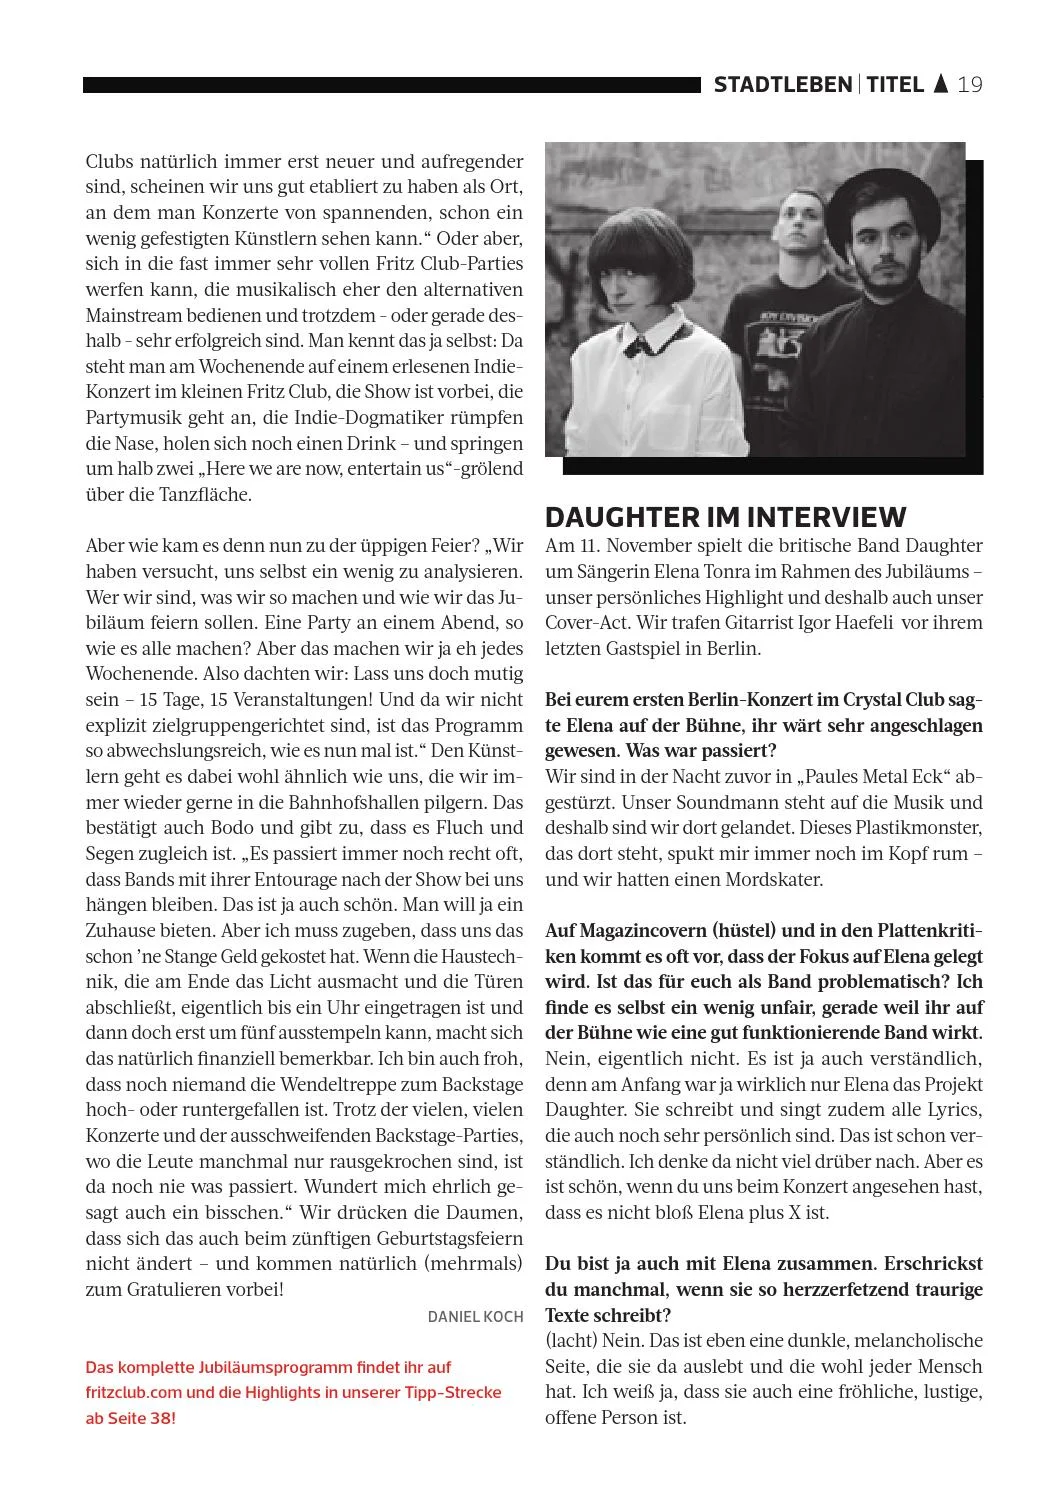 STADTLEBEN | TITEL ▲ 19
Clubs natürlich immer erst neuer und aufregender
sind, scheinen wir uns gut etabliert zu haben als Ort,
an dem man Konzerte von spannenden, schon ein
wenig gefestigten Künstlern sehen kann.“ Oder aber,
sich in die fast immer sehr vollen Fritz Club-Parties
werfen kann, die musikalisch eher den alternativen
Mainstream bedienen und trotzdem – oder gerade des-
halb – sehr erfolgreich sind. Man kennt das ja selbst: Da
steht man am Wochenende auf einem erlesenen Indie-
Konzert im kleinen Fritz Club, die Show ist vorbei, die
Partymusik geht an, die Indie-Dogmatiker rümpfen
die Nase, holen sich noch einen Drink – und springen
um halb zwei „Here we are now, entertain us“-grölend
über die Tanzfläche.
Aber wie kam es denn nun zu der üppigen Feier? „Wir
haben versucht, uns selbst ein wenig zu analysieren.
Wer wir sind, was wir so machen und wie wir das Ju-
biläum feiern sollen. Eine Party an einem Abend, so
wie es alle machen? Aber das machen wir ja eh jedes
Wochenende. Also dachten wir: Lass uns doch mutig
sein – 15 Tage, 15 Veranstaltungen! Und da wir nicht
explizit zielgruppengerichtet sind, ist das Programm
so abwechslungsreich, wie es nun mal ist.“ Den Künst-
lern geht es dabei wohl ähnlich wie uns, die wir im-
mer wieder gerne in die Bahnhofshallen pilgern. Das
bestätigt auch Bodo und gibt zu, dass es Fluch und
Segen zugleich ist. „Es passiert immer noch recht oft,
dass Bands mit ihrer Entourage nach der Show bei uns
hängen bleiben. Das ist ja auch schön. Man will ja ein
Zuhause bieten. Aber ich muss zugeben, dass uns das
schon ’ne Stange Geld gekostet hat. Wenn die Haustech-
nik, die am Ende das Licht ausmacht und die Türen
abschließt, eigentlich bis ein Uhr eingetragen ist und
dann doch erst um fünf ausstempeln kann, macht sich
das natürlich finanziell bemerkbar. Ich bin auch froh,
dass noch niemand die Wendeltreppe zum Backstage
hoch- oder runtergefallen ist. Trotz der vielen, vielen
Konzerte und der ausschweifenden Backstage-Parties,
wo die Leute manchmal nur rausgekrochen sind, ist
da noch nie was passiert. Wundert mich ehrlich ge-
sagt auch ein bisschen.“ Wir drücken die Daumen,
dass sich das auch beim zünftigen Geburtstagsfeiern
nicht ändert – und kommen natürlich (mehrmals)
zum Gratulieren vorbei!
DANIEL KOCH
Das komplette Jubiläumsprogramm findet ihr auf
fritzclub.com und die Highlights in unserer Tipp-Strecke
ab Seite 38!
JOY DIVISION
DAUGHTER IM INTERVIEW
Am 11. November spielt die britische Band Daughter
um Sängerin Elena Tonra im Rahmen des Jubiläums –
unser persönliches Highlight und deshalb auch unser
Cover-Act. Wir trafen Gitarrist Igor Haefeli vor ihrem
letzten Gastspiel in Berlin.
Bei eurem ersten Berlin-Konzert im Crystal Club sag-
te Elena auf der Bühne, ihr wärt sehr angeschlagen
gewesen. Was war passiert?
Wir sind in der Nacht zuvor in „Paules Metal Eck“ ab-
gestürzt. Unser Soundmann steht auf die Musik und
deshalb sind wir dort gelandet. Dieses Plastikmonster,
das dort steht, spukt mir immer noch im Kopf rum –
und wir hatten einen Mordskater.
Auf Magazincovern (hüstel) und in den Plattenkriti-
ken kommt es oft vor, dass der Fokus auf Elena gelegt
wird. Ist das für euch als Band problematisch? Ich
finde es selbst ein wenig unfair, gerade weil ihr auf
der Bühne wie eine gut funktionierende Band wirkt.
Nein, eigentlich nicht. Es ist ja auch verständlich,
denn am Anfang war ja wirklich nur Elena das Projekt
Daughter. Sie schreibt und singt zudem alle Lyrics,
die auch noch sehr persönlich sind. Das ist schon ver-
ständlich. Ich denke da nicht viel drüber nach. Aber es
ist schön, wenn du uns beim Konzert angesehen hast,
dass es nicht bloß Elena plus X ist.
Du bist ja auch mit Elena zusammen. Erschrickst
du manchmal, wenn sie so herzzerfetzend traurige
Texte schreibt?
(lacht) Nein. Das ist eben eine dunkle, melancholische
Seite, die sie da auslebt und die wohl jeder Mensch
hat. Ich weiß ja, dass sie auch eine fröhliche, lustige,
offene Person ist.